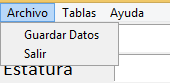 Archivo Tablas Ayuda
Guardar Datos
Salir
Estatura